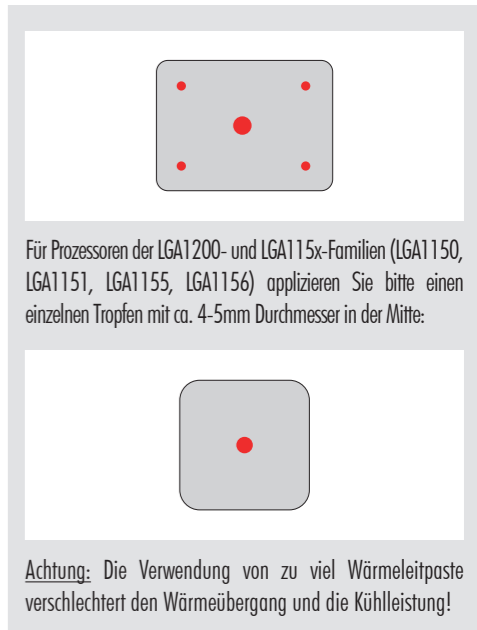 Für Prozessoren der LGA1200- und LGA115x-Familien (LGA1150,
LGA1151, LGA1155, LGA1156) applizieren Sie bitte einen
einzelnen Tropfen mit ca. 4-5mm Durchmesser in der Mitte:
Achtung: Die Verwendung von zu viel Wärmeleitpaste
verschlechtert den Wärmeübergang und die Kühlleistung!